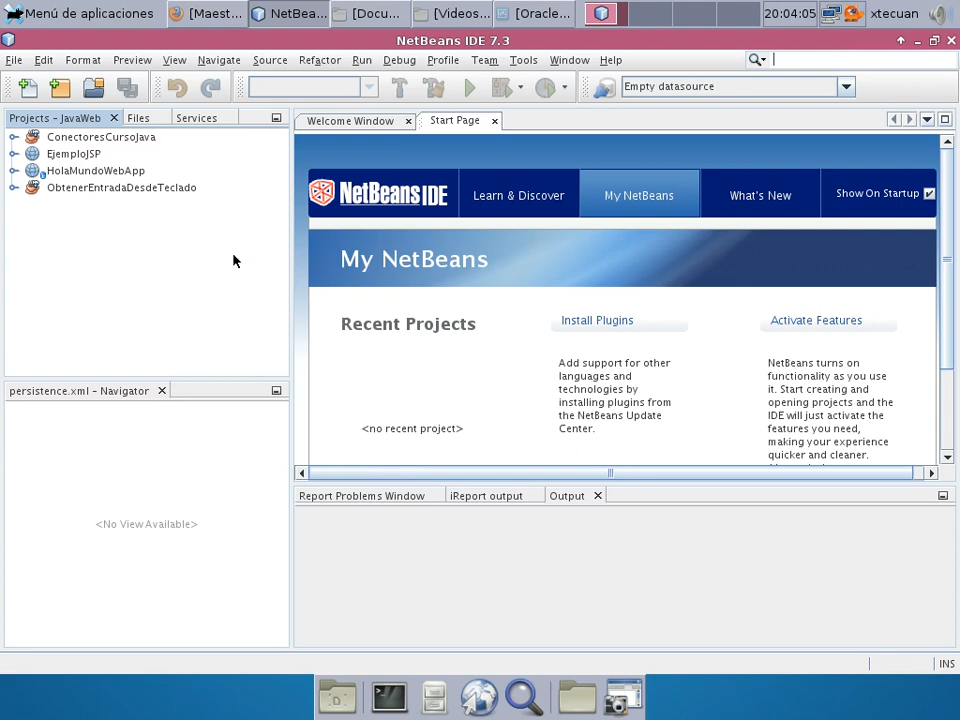 Menú de aplicaciones
[Maest...
NetBea...
[Docu...
[Videos...
[Oracle...
20:04:05
xtecuan
NetBeans IDE 7.3
File Edit Format Preview View Navigate Source Refactor Run Debug Profile Team Tools Window Help
Empty datasource
Projects - JavaWeb
Files
Services
Welcome Window
Start Page
ConectoresCursoJava
EjemploJSP
HolaMundoWebApp
ObtenerEntradaDesdeTeclado
NetBeans IDE
Learn & Discover
My NetBeans
What's New
Show On Startup
My NetBeans
Recent Projects
<no recent project>
Install Plugins
Add support for other
languages and
technologies by
installing plugins from
the NetBeans Update
Center.
Activate Features
NetBeans turns on
functionality as you use
it. Start creating and
opening projects and the
IDE will just activate the
features you need,
making your experience
quicker and cleaner.
persistence.xml - Navigator
<No View Available>
Report Problems Window
iReport output
Output
INS